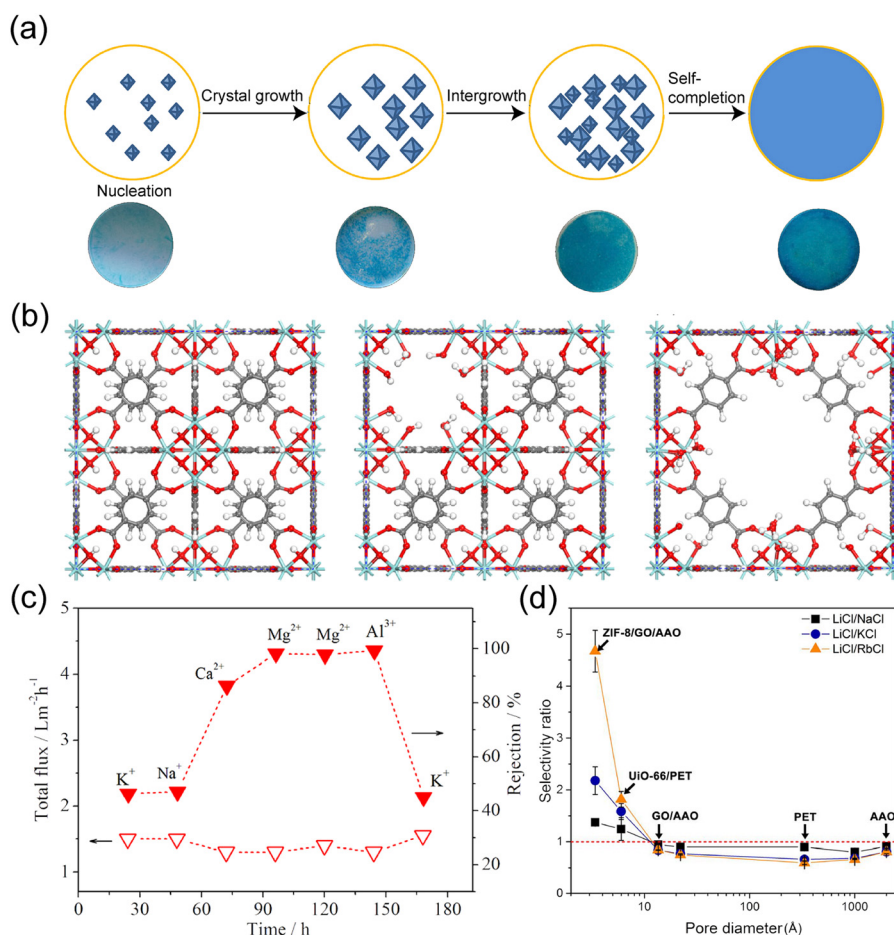 (a)
Crystal growth
Intergrowth
Self-
completion
Nucleation
(b)
(c)
5
4
3
2
1
Total flux / Lm⁻²h⁻¹
0
30
60
90
120
150
180
Time / h
100
80
60
40
20
Rejection / %
K⁺
Na⁺
Ca²⁺
Mg²⁺
Mg²⁺
Al³⁺
K⁺
(d)
5
4
3
2
1
0
Selectivity ratio
10
100
1000
Pore diameter(Å)
LiCl/NaCl
LiCl/KCl
LiCl/RbCl
ZIF-8/GO/AAO
UiO-66/PET
GO/AAO
PET
AAO